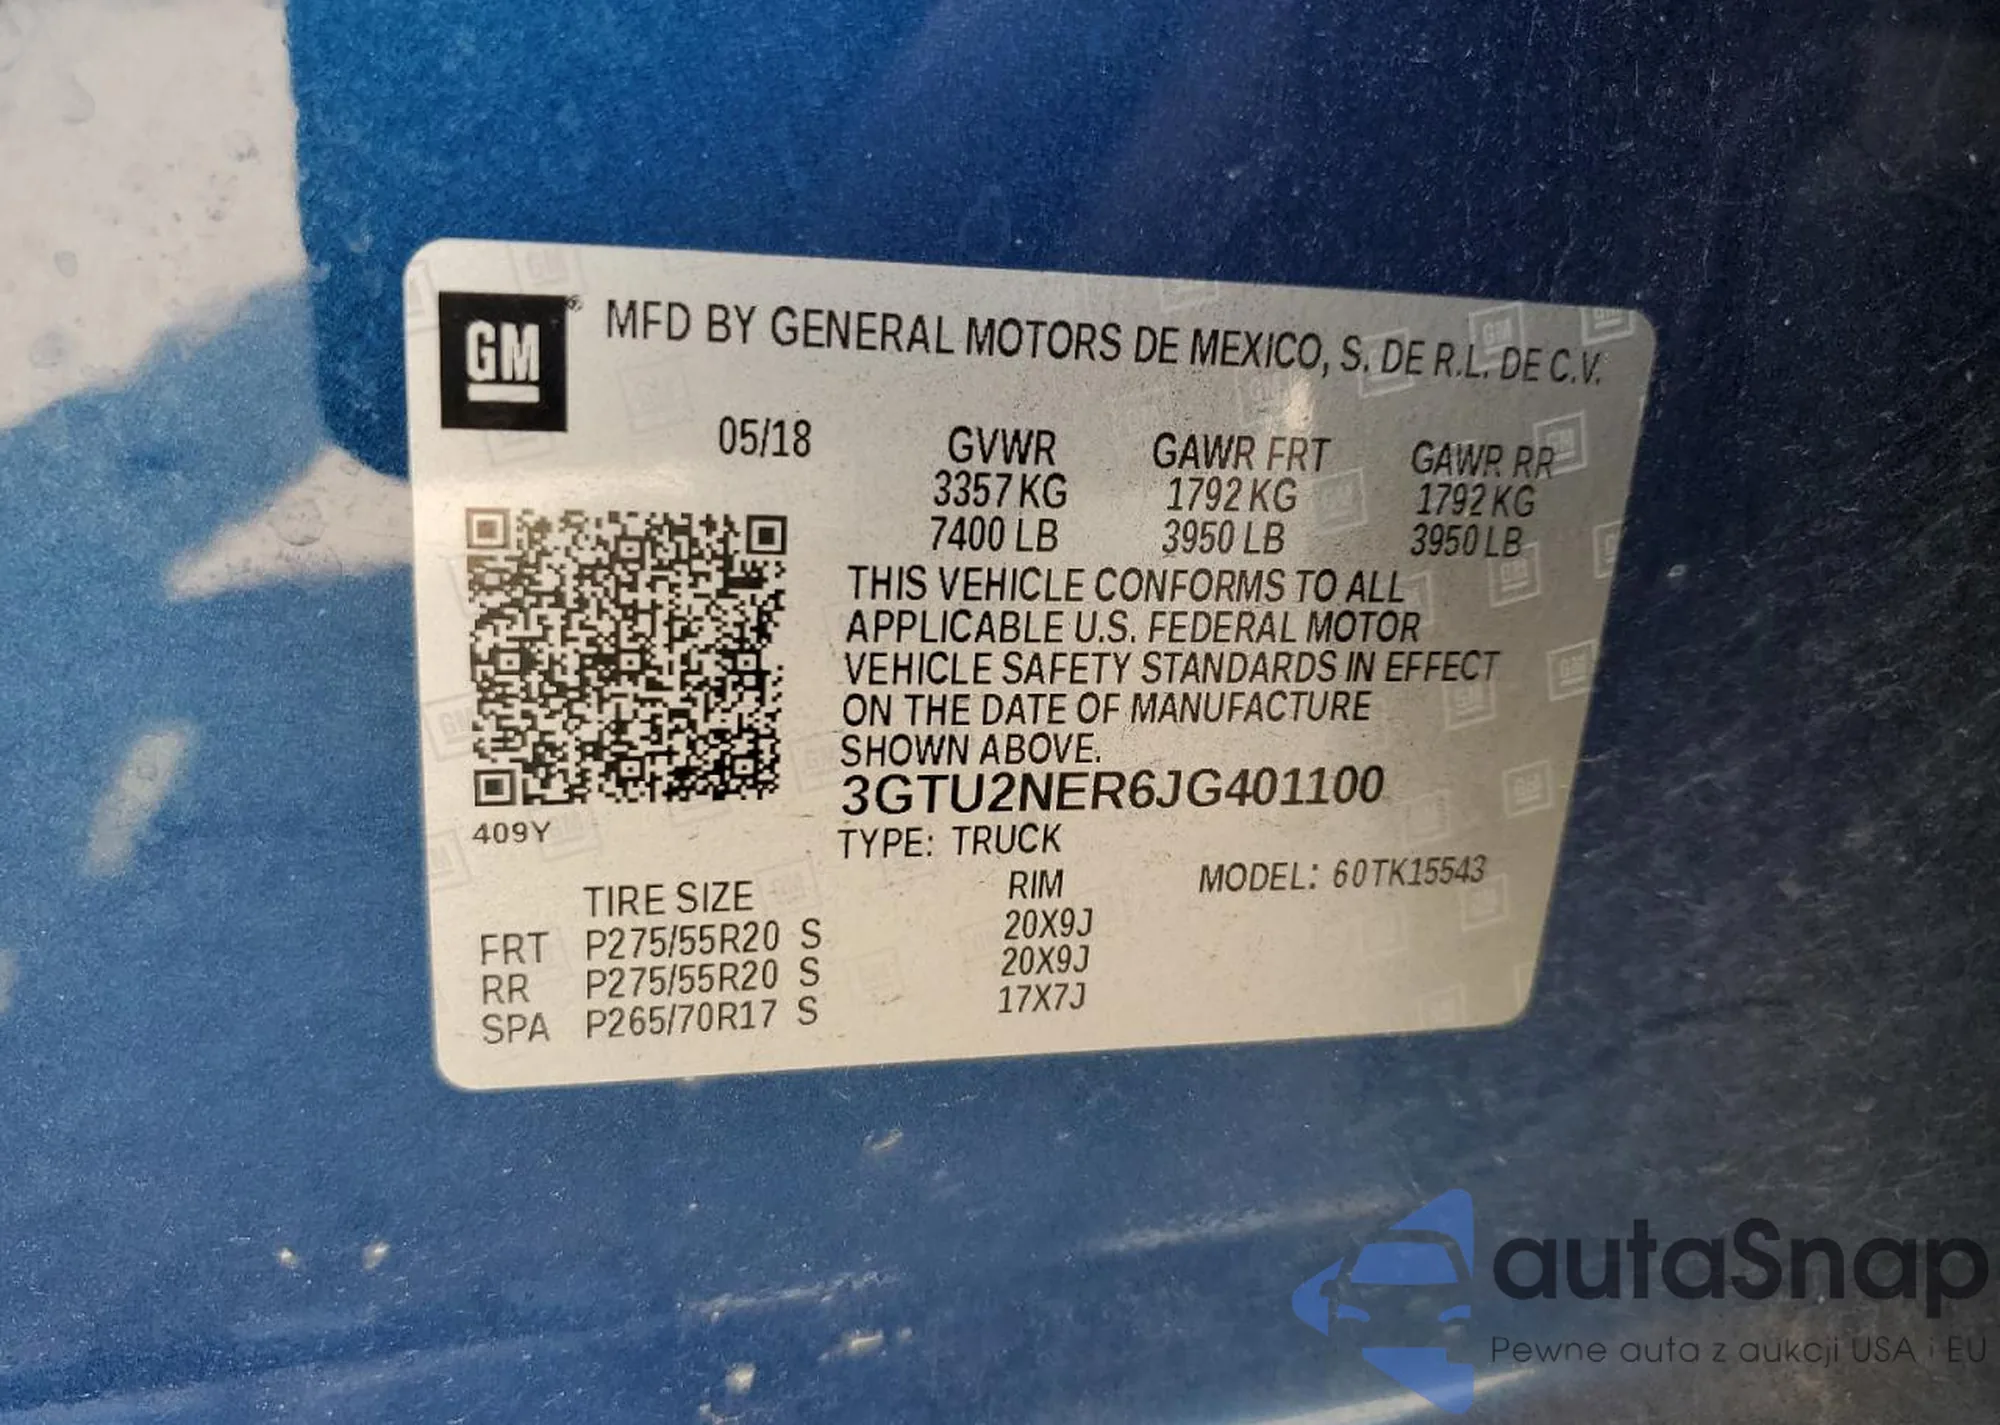 GM
MFD BY GENERAL MOTORS DE MEXICO, S. DE R.L. DE C.V.
05/18 GVWR GAWR FRT GAWR RR
3357 KG 1792 KG 1792 KG
7400 LB 3950 LB 3950 LB
THIS VEHICLE CONFORMS TO ALL
APPLICABLE U.S. FEDERAL MOTOR
VEHICLE SAFETY STANDARDS IN EFFECT
ON THE DATE OF MANUFACTURE
SHOWN ABOVE.
3GTU2NER6JG401100
409Y
TYPE: TRUCK
TIRE SIZE RIM MODEL: 60TK15543
FRT P275/55R20 S 20X9J
RR P275/55R20 S 20X9J
SPA P265/70R17 S 17X7J
autaSnap
Pewne auta z aukcji USA i EU